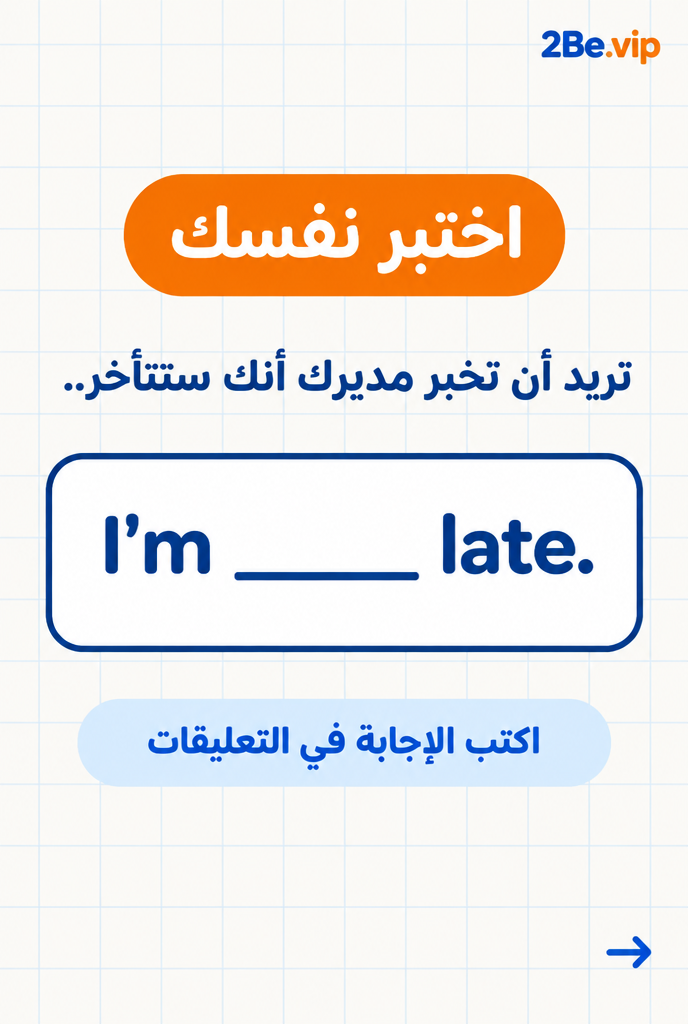 2Be.vip
اختبر نفسك
تريد أن تخبر مديرك أنك ستتأخر..
I’m _____ late.
اكتب الإجابة في التعليقات
→